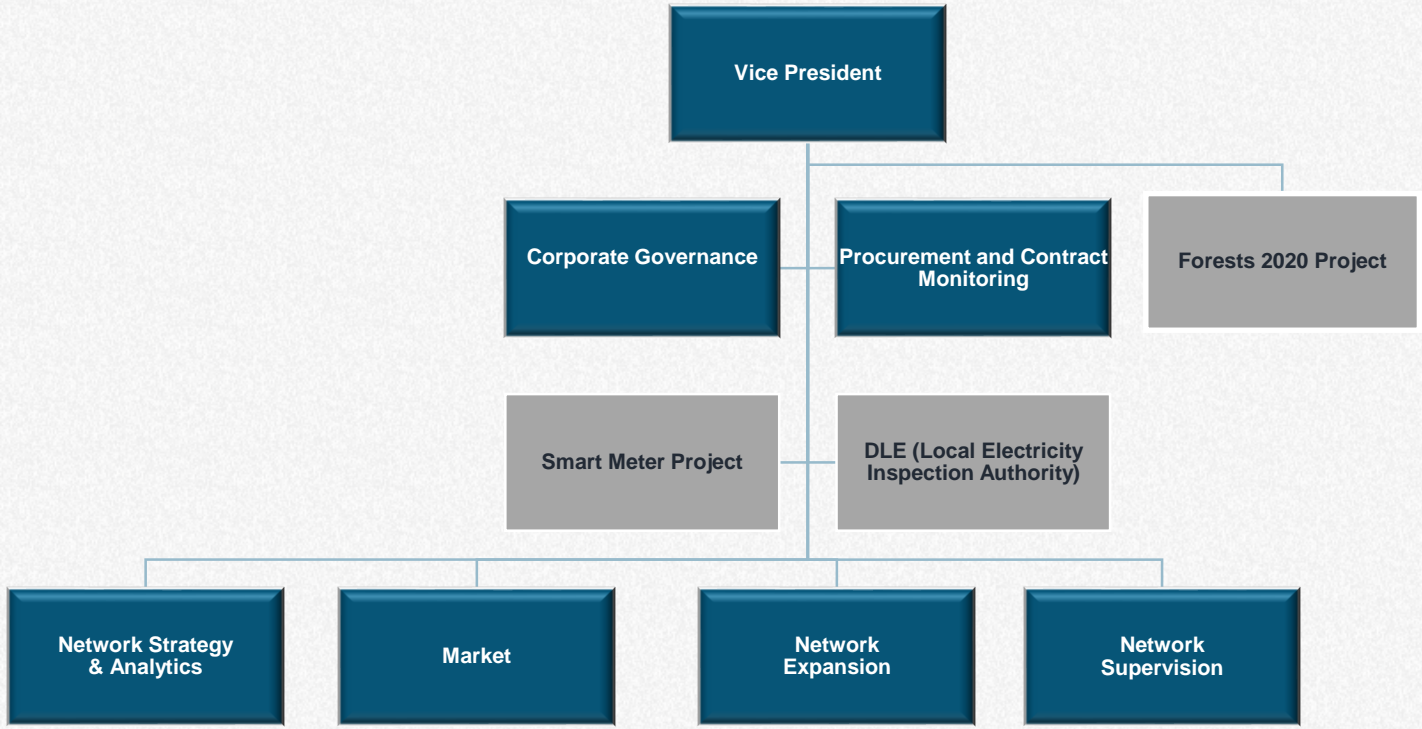 Vice President
Corporate Governance
Procurement and Contract
Monitoring
Forests 2020 Project
Smart Meter Project
DLE (Local Electricity
Inspection Authority)
Network Strategy
& Analytics
Market
Network
Expansion
Network
Supervision